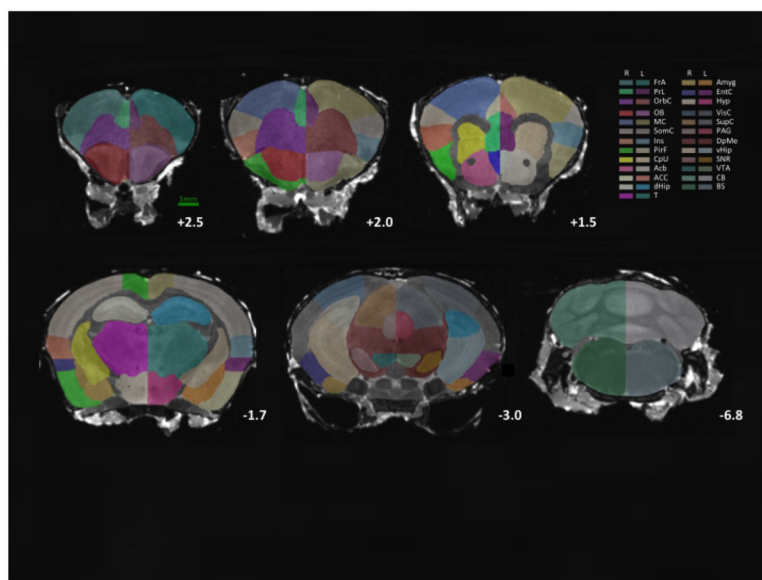 R L R L
FrA Amyg
PrL EntC
OrbC Hyp
OB VisC
MC SupC
SomC PAG
Ins DpMe
PirF vHip
CpU SNR
Acb VTA
ACC CB
dHip BS
T
1mm
+2.5
+2.0
+1.5
-1.7
-3.0
-6.8